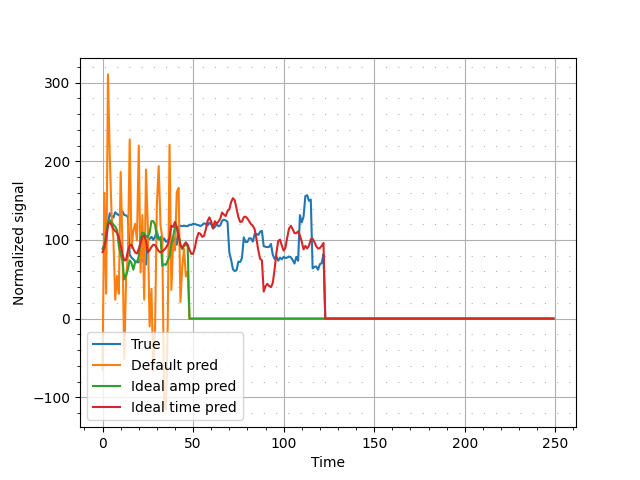 Normalized signal
300
200
100
0
−100
True
Default pred
Ideal amp pred
Ideal time pred
0
50
100
150
200
250
Time